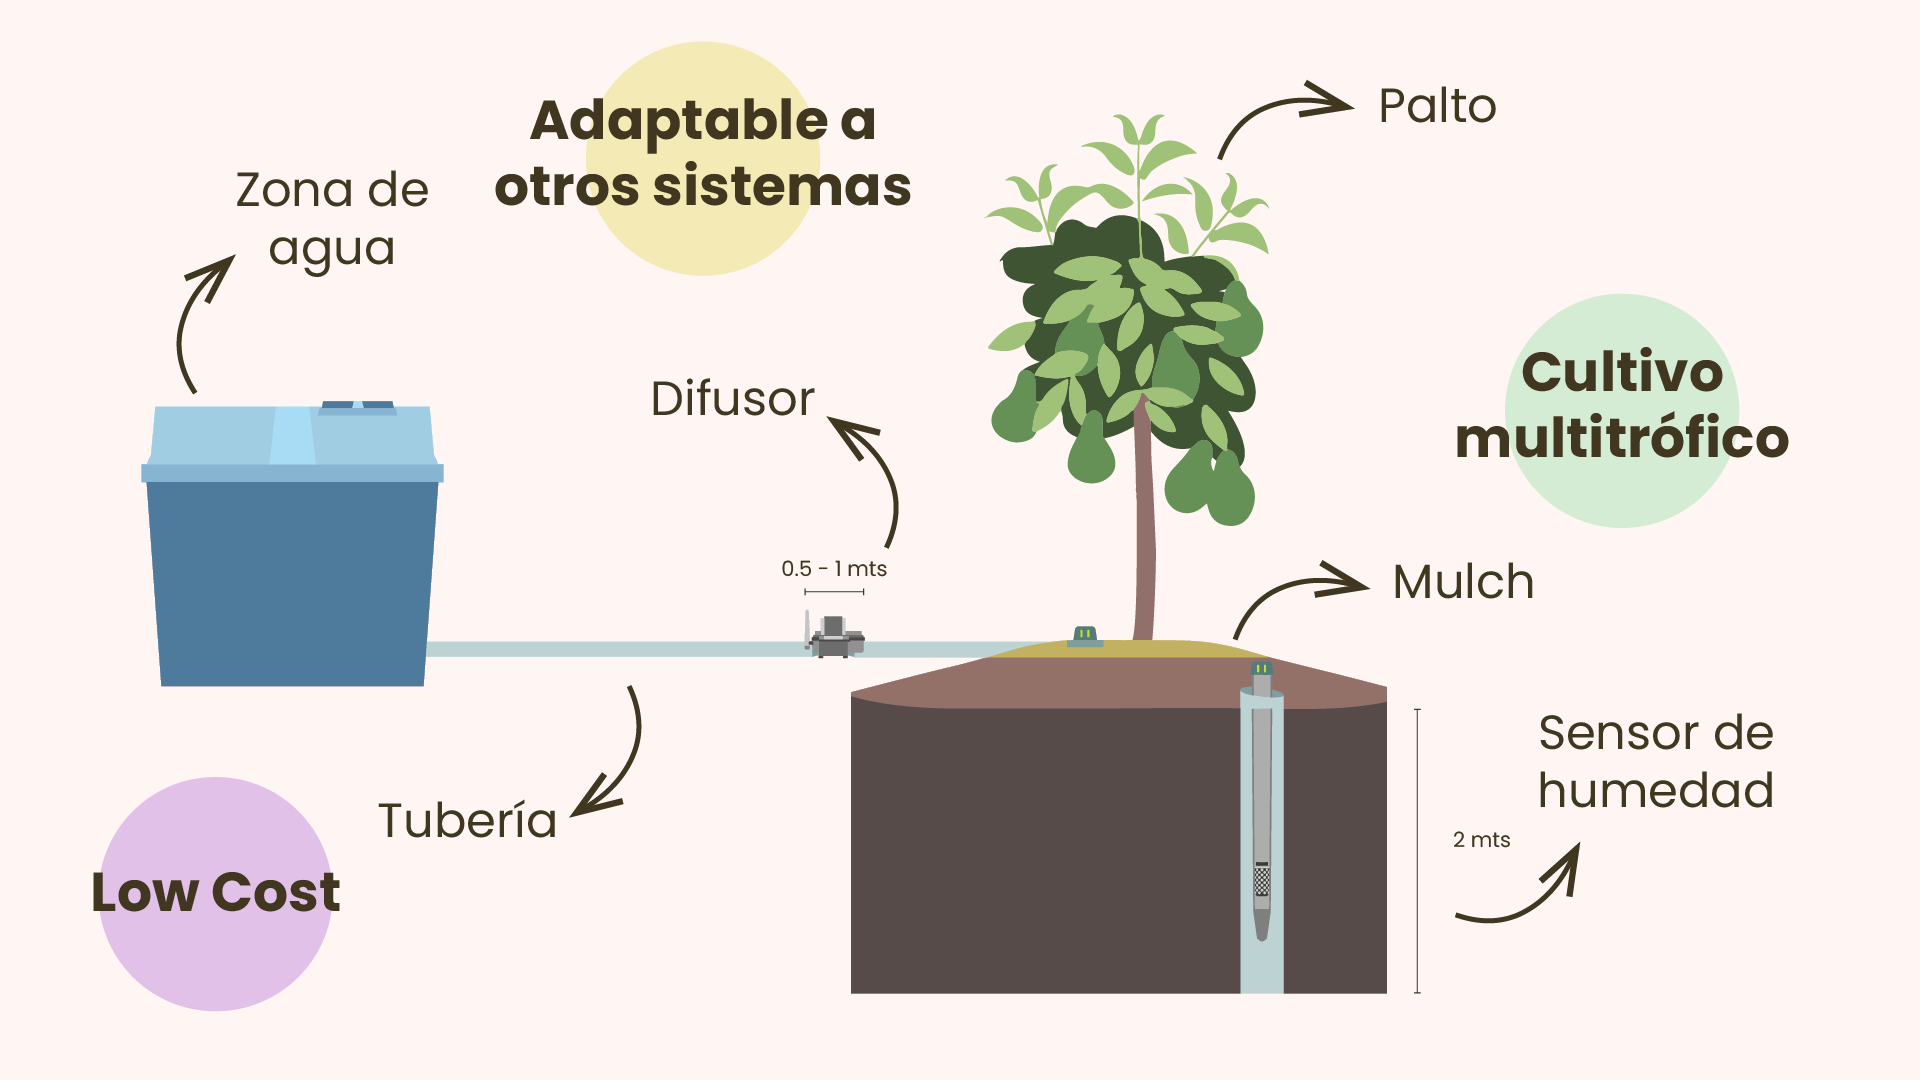 Adaptable a
otros sistemas
Palto
Zona de
agua
Cultivo
multitrófico
Difusor
0.5 - 1 mts
Mulch
Sensor de
humedad
2 mts
Tubería
Low Cost